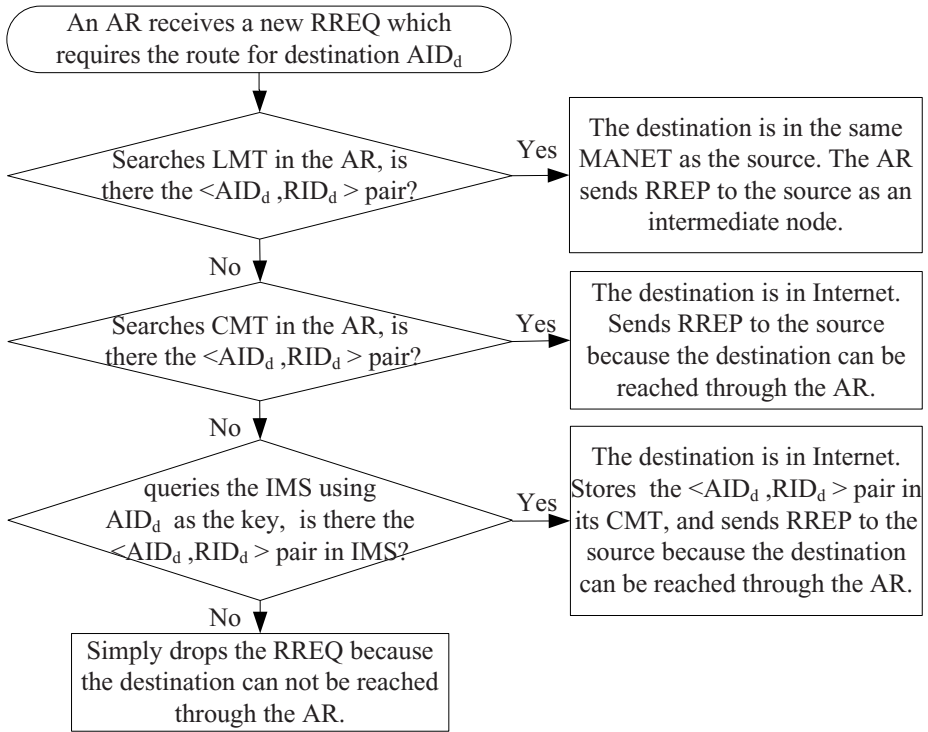 An AR receives a new RREQ which
requires the route for destination AIDd
Searches LMT in the AR, is
there the <AIDd ,RIDd > pair?
Yes
The destination is in the same
MANET as the source. The AR
sends RREP to the source as an
intermediate node.
No
Searches CMT in the AR, is
there the <AIDd ,RIDd > pair?
Yes
The destination is in Internet.
Sends RREP to the source
because the destination can be
reached through the AR.
No
queries the IMS using
AIDd as the key, is there the
<AIDd ,RIDd > pair in IMS?
Yes
The destination is in Internet.
Stores the <AIDd ,RIDd > pair in
its CMT, and sends RREP to the
source because the destination
can be reached through the AR.
No
Simply drops the RREQ because
the destination can not be reached
through the AR.